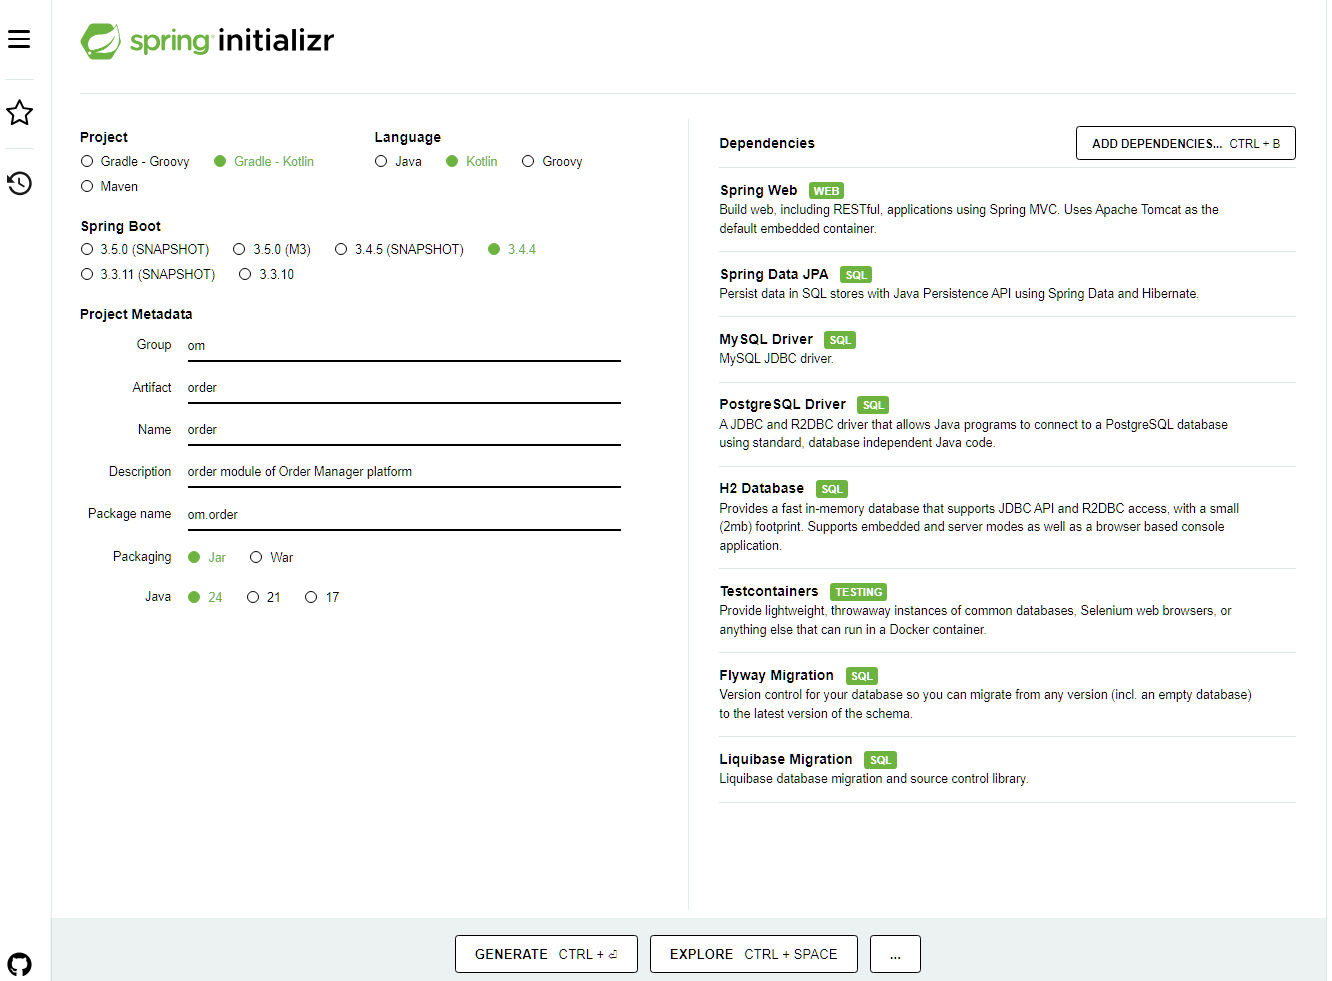 spring initializr
Project
Gradle - Groovy Gradle - Kotlin
Maven
Language
Java Kotlin Groovy
Spring Boot
3.5.0 (SNAPSHOT) 3.5.0 (M3) 3.4.5 (SNAPSHOT) 3.4.4
3.3.11 (SNAPSHOT) 3.3.10
Project Metadata
Group om
Artifact order
Name order
Description order module of Order Manager platform
Package name om.order
Packaging Jar War
Java 24 21 17
Dependencies ADD DEPENDENCIES... CTRL + B
Spring Web WEB
Build web, including RESTful, applications using Spring MVC. Uses Apache Tomcat as the
default embedded container.
Spring Data JPA SQL
Persist data in SQL stores with Java Persistence API using Spring Data and Hibernate.
MySQL Driver SQL
MySQL JDBC driver.
PostgreSQL Driver SQL
A JDBC and R2DBC driver that allows Java programs to connect to a PostgreSQL database
using standard, database independent Java code.
H2 Database SQL
Provides a fast in-memory database that supports JDBC API and R2DBC access, with a small
(2mb) footprint. Supports embedded and server modes as well as a browser based console
application.
Testcontainers TESTING
Provide lightweight, throwaway instances of common databases, Selenium web browsers, or
anything else that can run in a Docker container.
Flyway Migration SQL
Version control for your database so you can migrate from any version (incl. an empty database)
to the latest version of the schema.
Liquibase Migration SQL
Liquibase database migration and source control library.
GENERATE CTRL + ⏎ EXPLORE CTRL + SPACE ...